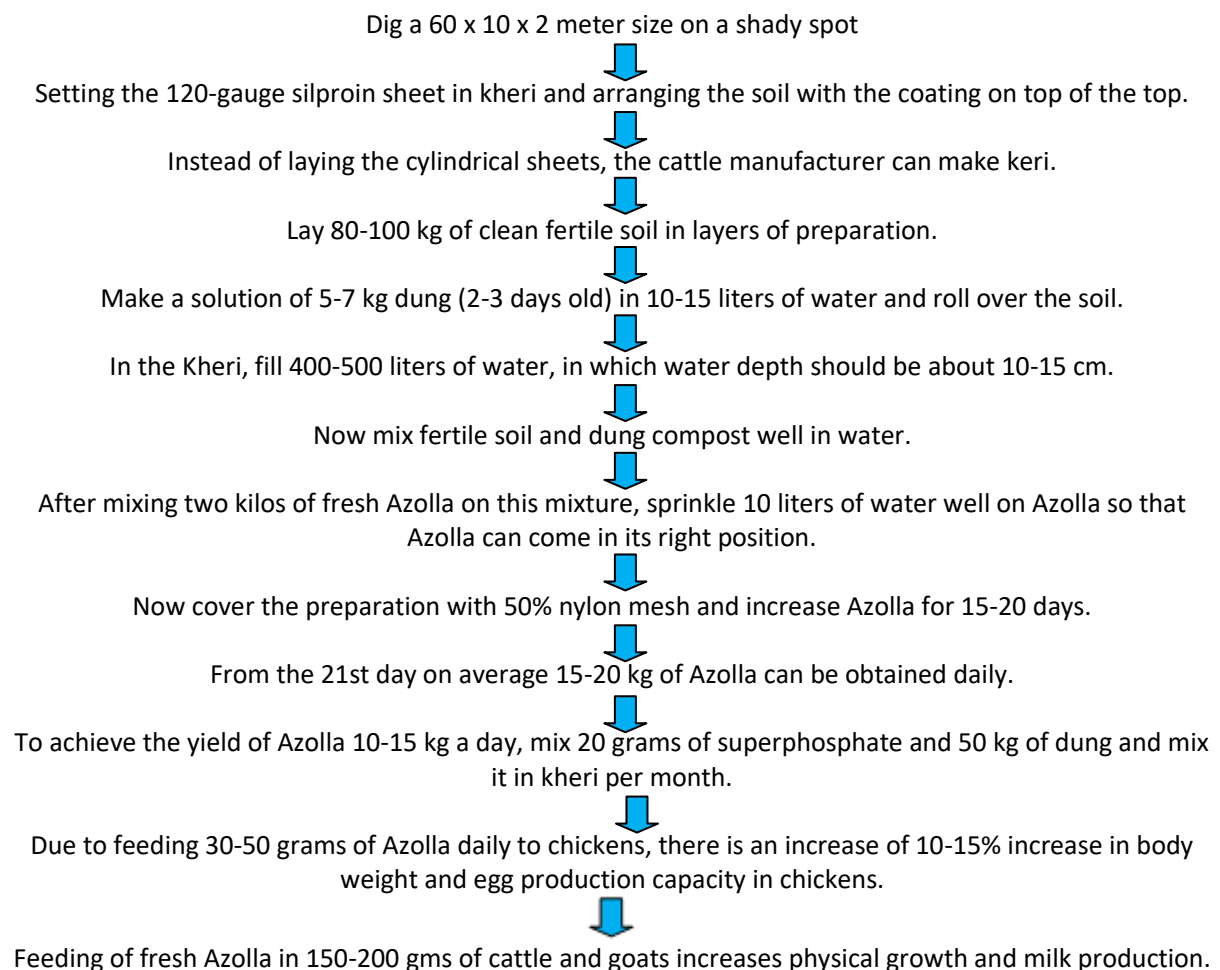 Dig a 60 x 10 x 2 meter size on a shady spot
Setting the 120-gauge silproin sheet in kheri and arranging the soil with the coating on top of the top.
Instead of laying the cylindrical sheets, the cattle manufacturer can make keri.
Lay 80-100 kg of clean fertile soil in layers of preparation.
Make a solution of 5-7 kg dung (2-3 days old) in 10-15 liters of water and roll over the soil.
In the Kheri, fill 400-500 liters of water, in which water depth should be about 10-15 cm.
Now mix fertile soil and dung compost well in water.
After mixing two kilos of fresh Azolla on this mixture, sprinkle 10 liters of water well on Azolla so that
Azolla can come in its right position.
Now cover the preparation with 50% nylon mesh and increase Azolla for 15-20 days.
From the 21st day on average 15-20 kg of Azolla can be obtained daily.
To achieve the yield of Azolla 10-15 kg a day, mix 20 grams of superphosphate and 50 kg of dung and mix
it in kheri per month.
Due to feeding 30-50 grams of Azolla daily to chickens, there is an increase of 10-15% increase in body
weight and egg production capacity in chickens.
Feeding of fresh Azolla in 150-200 gms of cattle and goats increases physical growth and milk production.